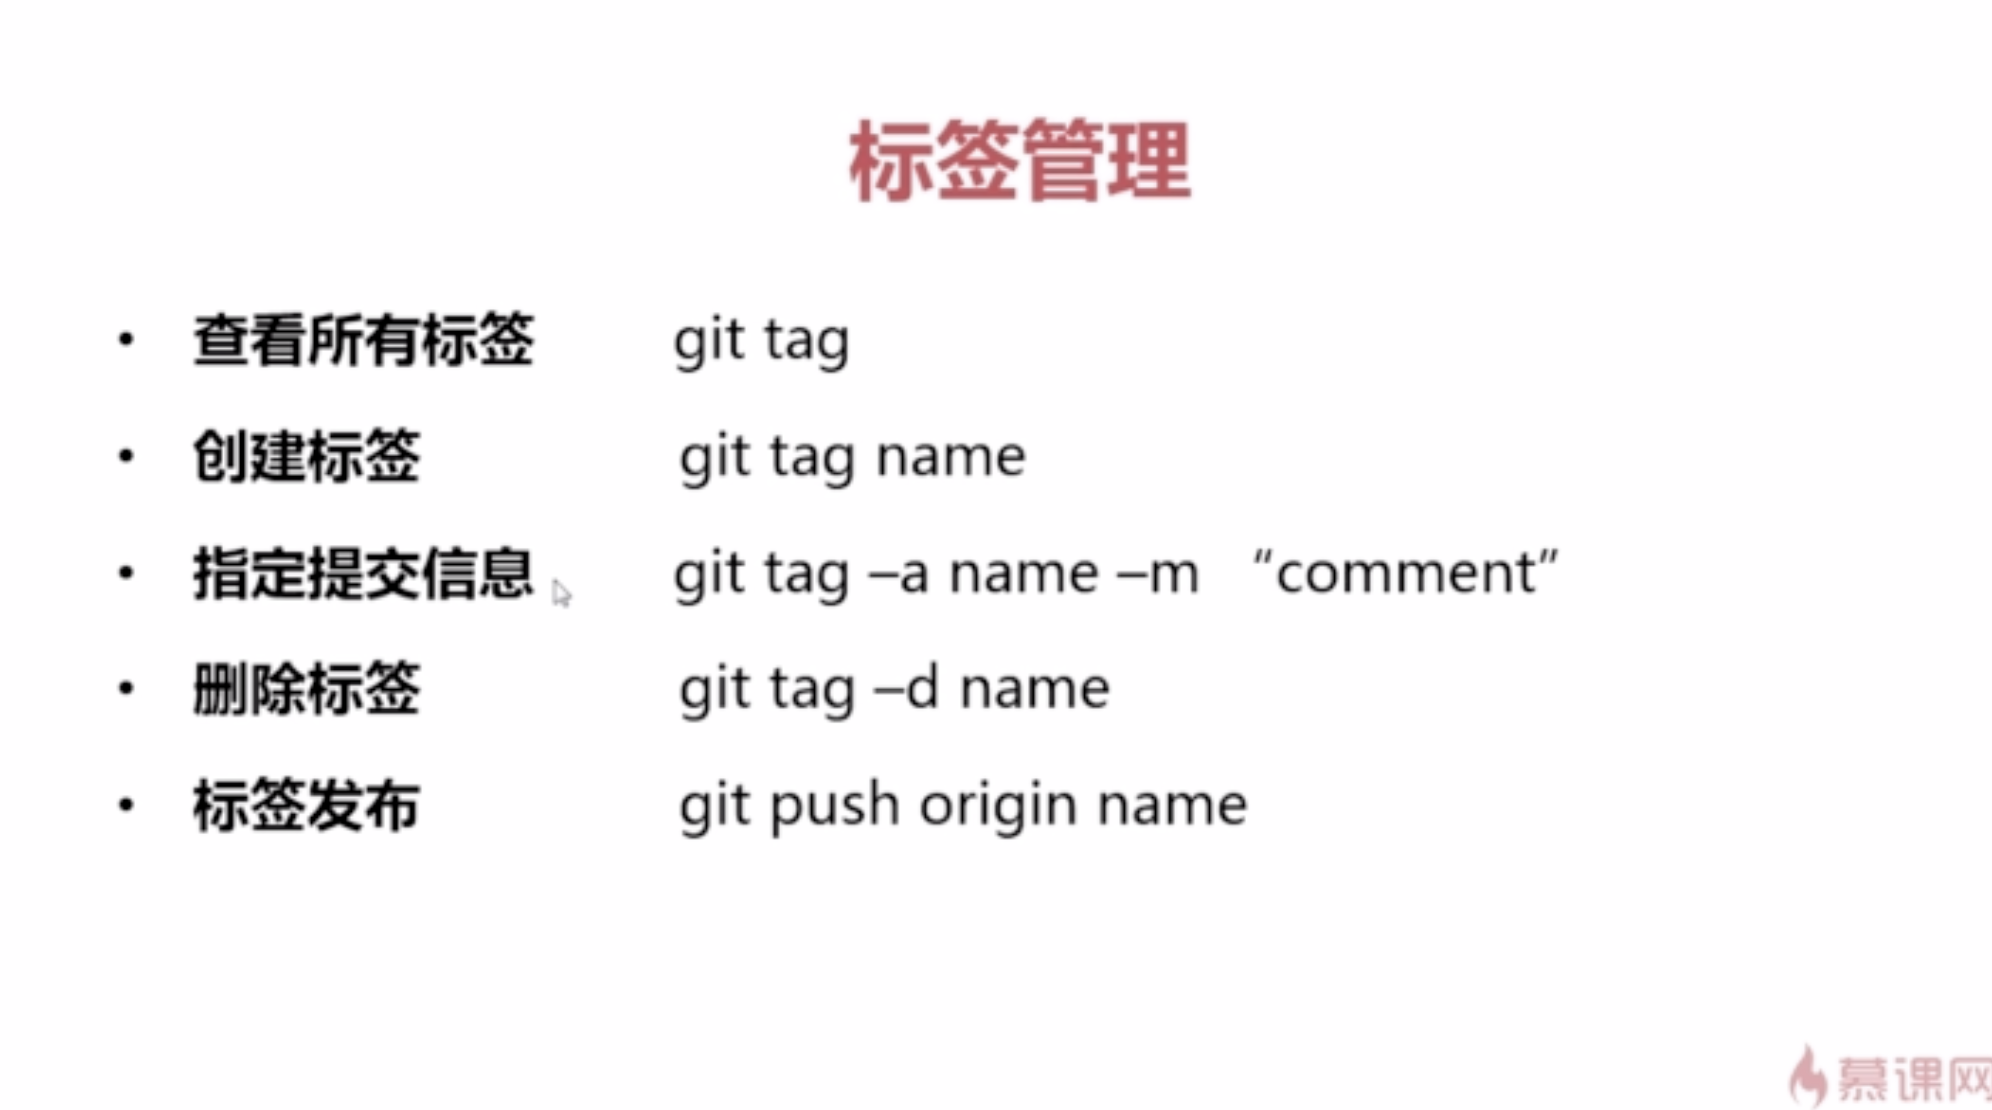 标签管理
• 查看所有标签 git tag
• 创建标签 git tag name
• 指定提交信息 git tag –a name –m “comment”
• 删除标签 git tag –d name
• 标签发布 git push origin name
慕课网